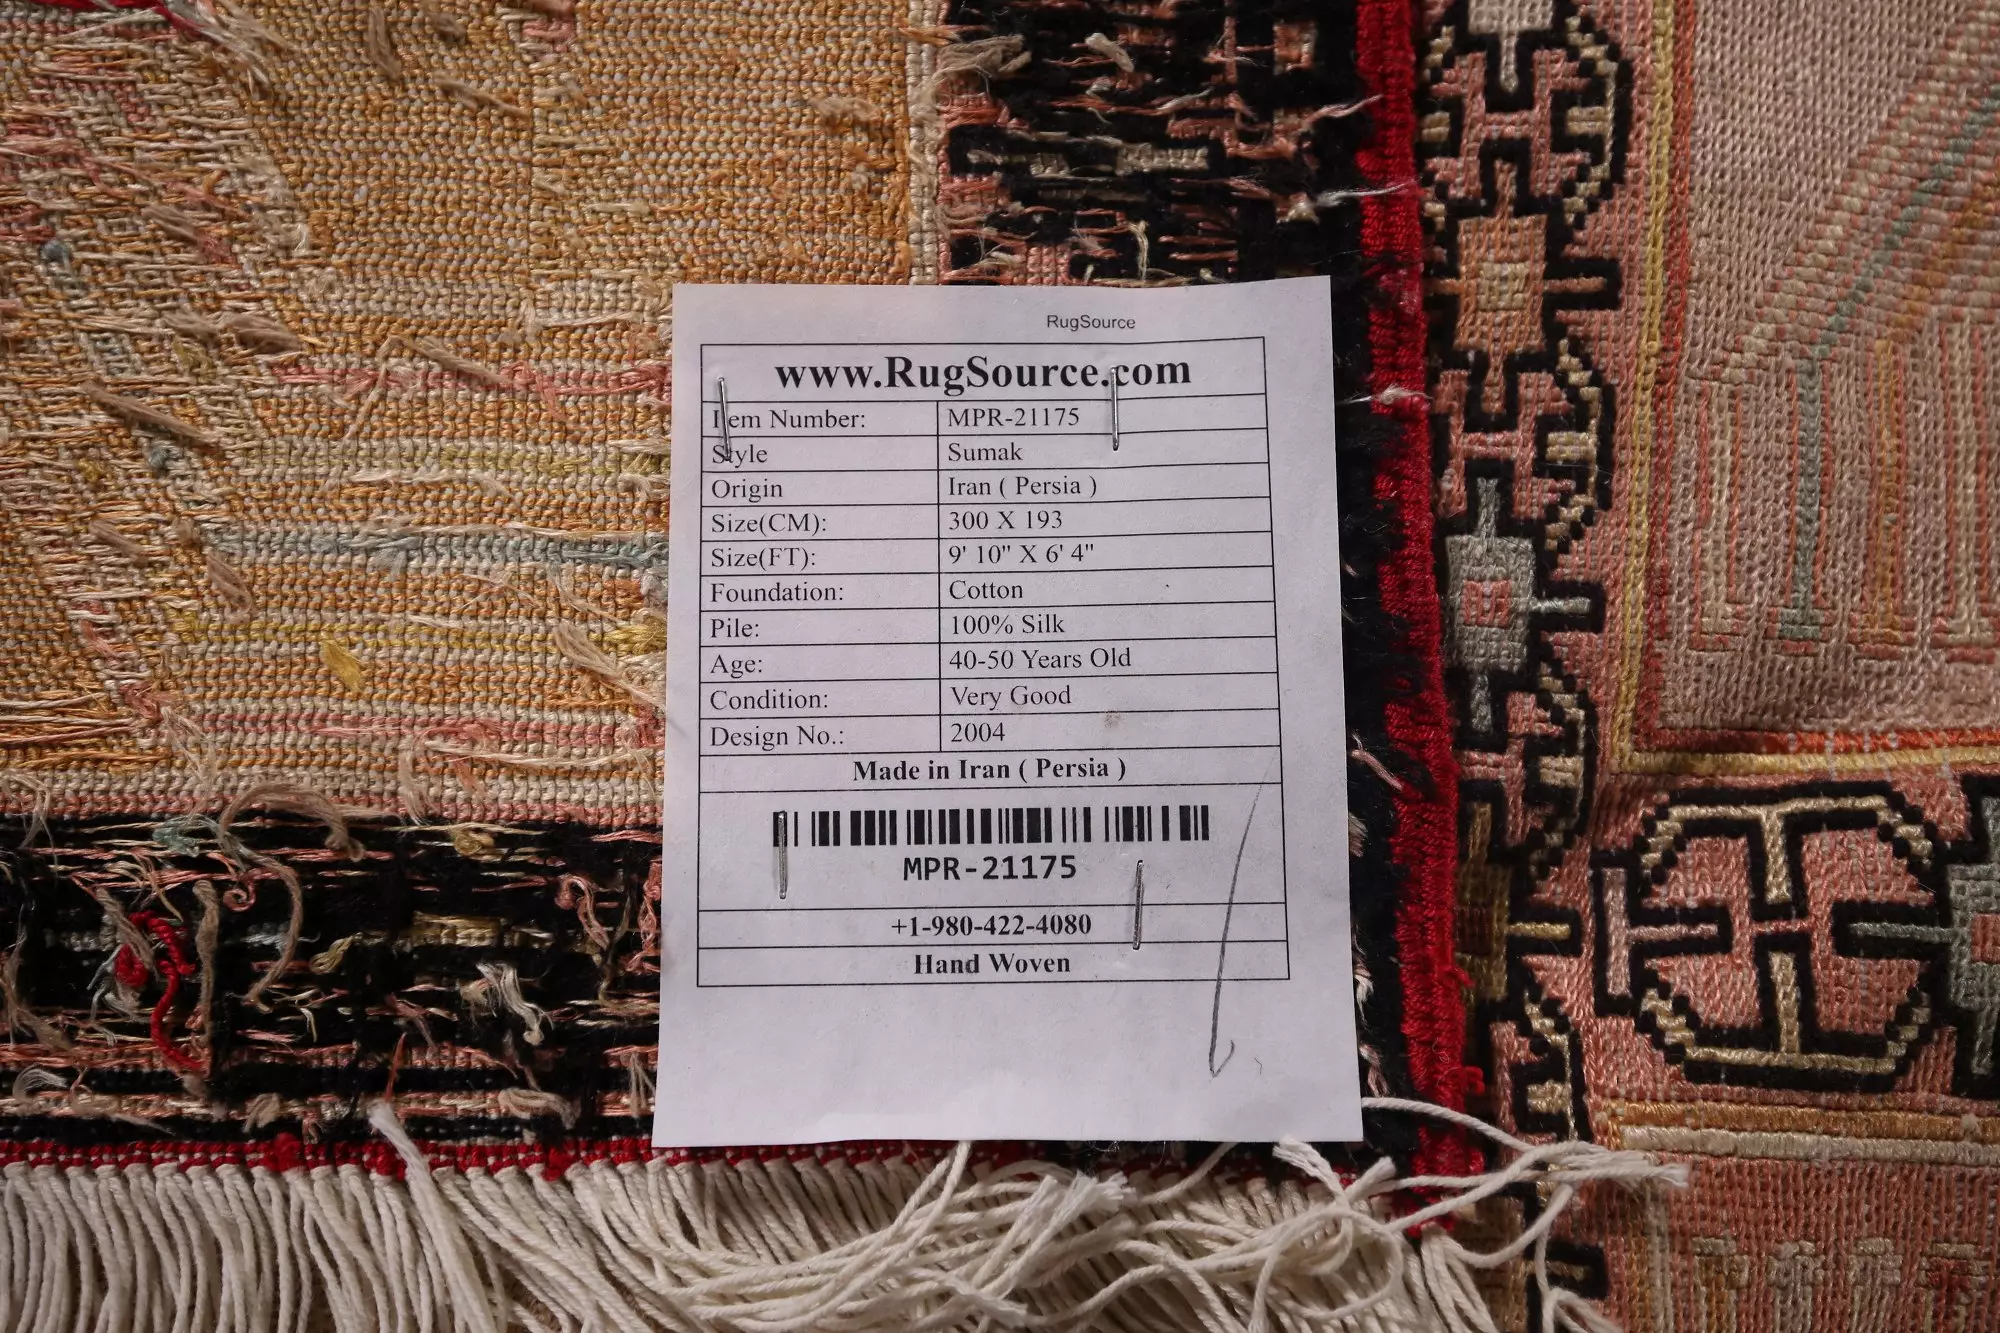 RugSource
www.RugSource.com
Item Number: MPR-21175
Style Sumak
Origin Iran ( Persia )
Size(CM): 300 X 193
Size(FT): 9' 10" X 6' 4"
Foundation: Cotton
Pile: 100% Silk
Age: 40-50 Years Old
Condition: Very Good
Design No.: 2004
Made in Iran ( Persia )
MPR-21175
+1-980-422-4080
Hand Woven